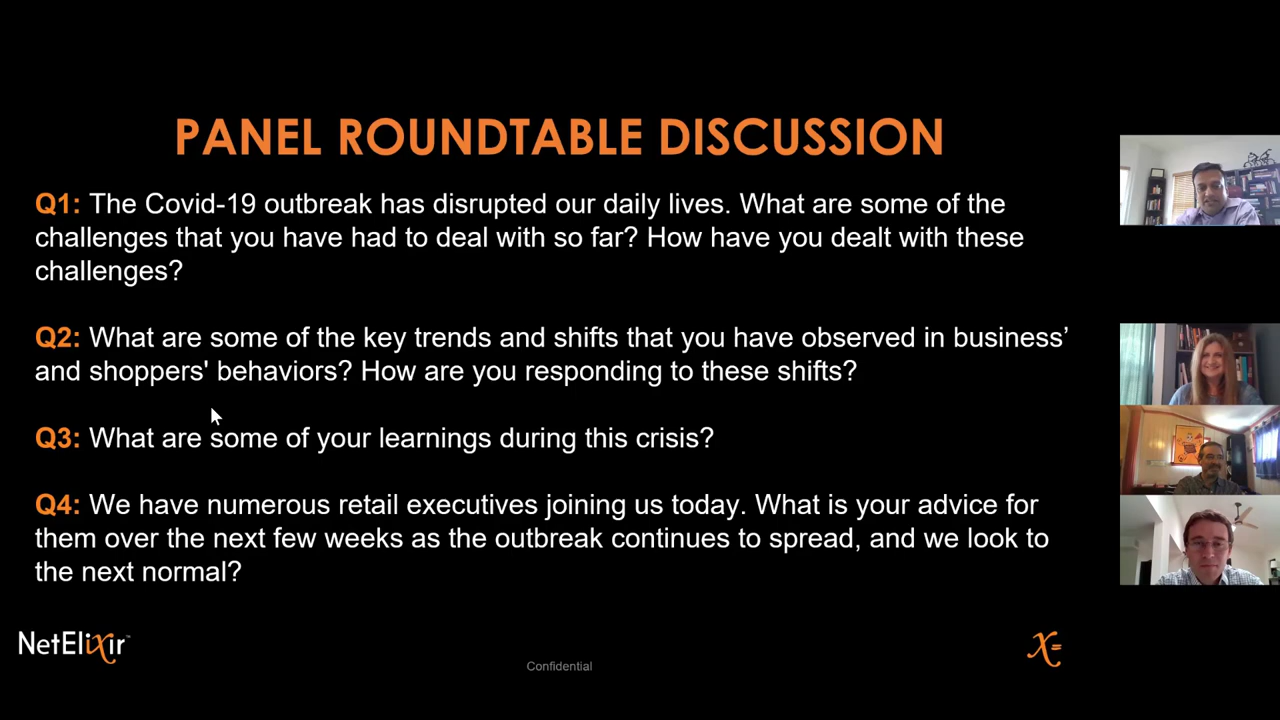 PANEL ROUNDTABLE DISCUSSION
Q1: The Covid-19 outbreak has disrupted our daily lives. What are some of the
challenges that you have had to deal with so far? How have you dealt with these
challenges?
Q2: What are some of the key trends and shifts that you have observed in business’
and shoppers' behaviors? How are you responding to these shifts?
Q3: What are some of your learnings during this crisis?
Q4: We have numerous retail executives joining us today. What is your advice for
them over the next few weeks as the outbreak continues to spread, and we look to
the next normal?
NetElixir™
Confidential
X=